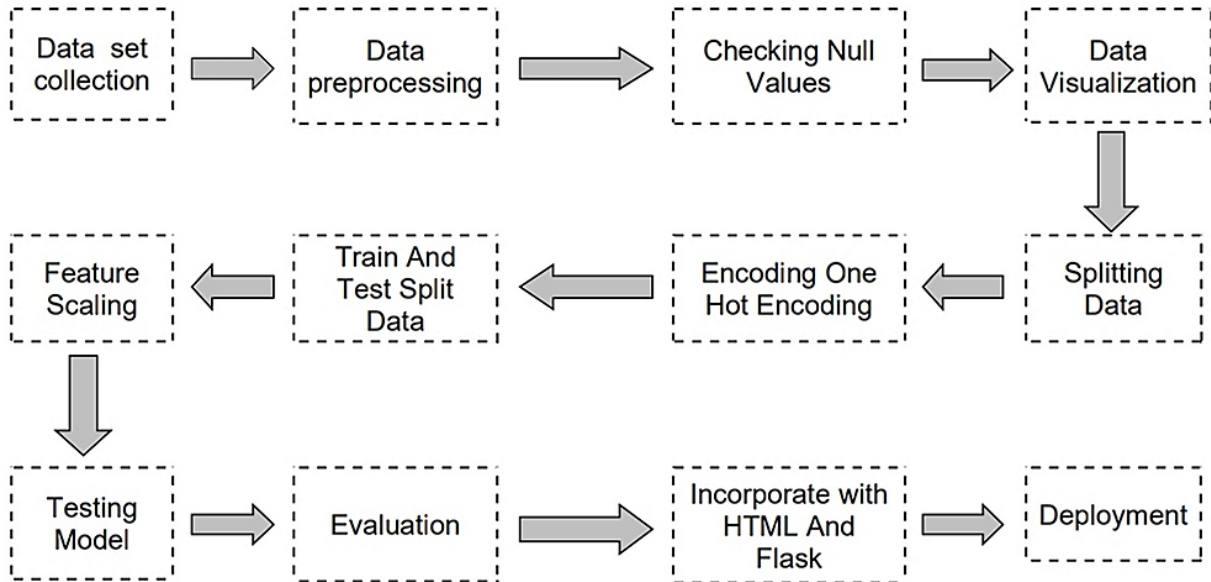 Data set
collection
Data
preprocessing
Checking Null
Values
Data
Visualization
Splitting
Data
Encoding One
Hot Encoding
Train And
Test Split
Data
Feature
Scaling
Testing
Model
Evaluation
Incorporate with
HTML And
Flask
Deployment